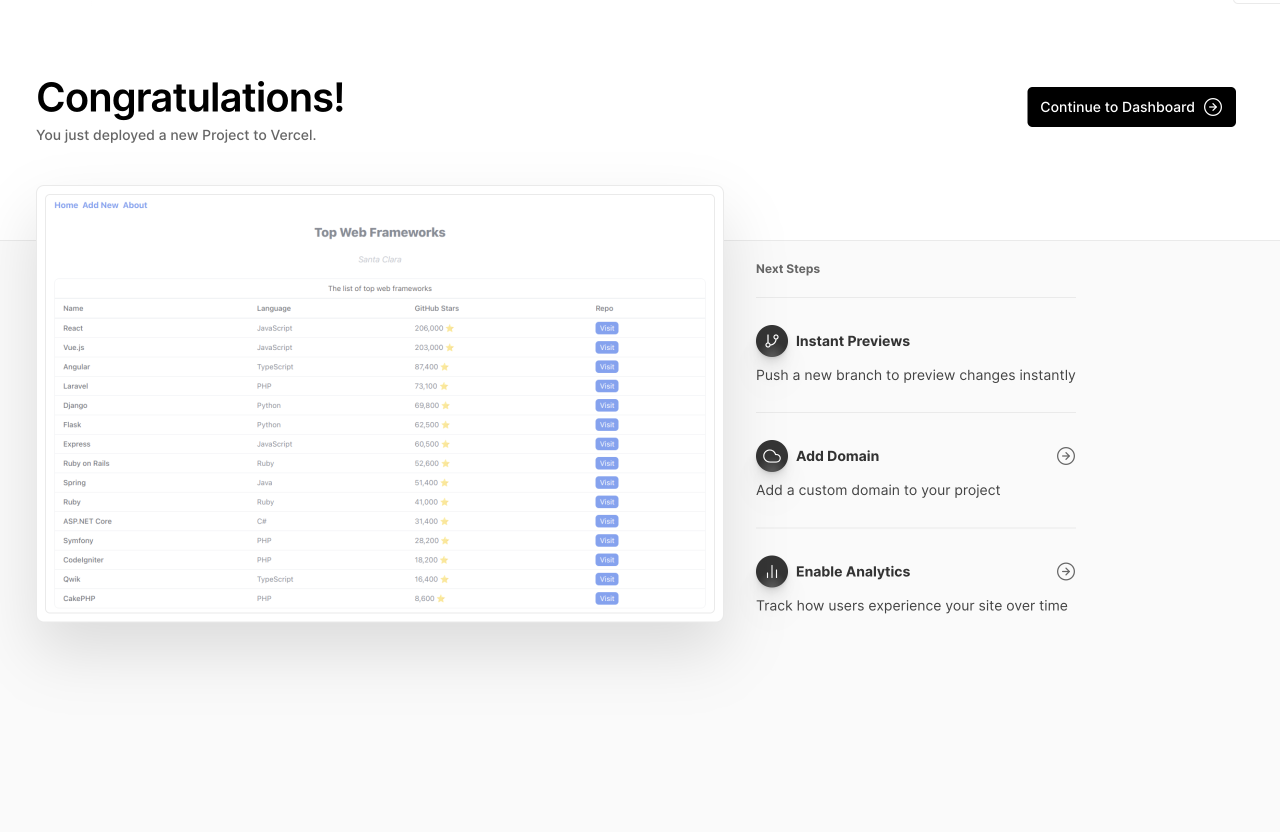 Congratulations!
You just deployed a new Project to Vercel.
Continue to Dashboard
Home Add New About
Top Web Frameworks
Santa Clara
The list of top web frameworks
Name Language GitHub Stars Repo
React JavaScript 206,000 ⭐ Visit
Vue.js JavaScript 203,000 ⭐ Visit
Angular TypeScript 87,400 ⭐ Visit
Laravel PHP 73,100 ⭐ Visit
Django Python 69,800 ⭐ Visit
Flask Python 62,500 ⭐ Visit
Express JavaScript 60,500 ⭐ Visit
Ruby on Rails Ruby 52,600 ⭐ Visit
Spring Java 51,400 ⭐ Visit
Ruby Ruby 41,000 ⭐ Visit
ASP.NET Core C# 31,400 ⭐ Visit
Symfony PHP 28,200 ⭐ Visit
CodeIgniter PHP 18,200 ⭐ Visit
Qwik TypeScript 16,400 ⭐ Visit
CakePHP PHP 8,600 ⭐ Visit
Next Steps
Instant Previews
Push a new branch to preview changes instantly
Add Domain
Add a custom domain to your project
Enable Analytics
Track how users experience your site over time